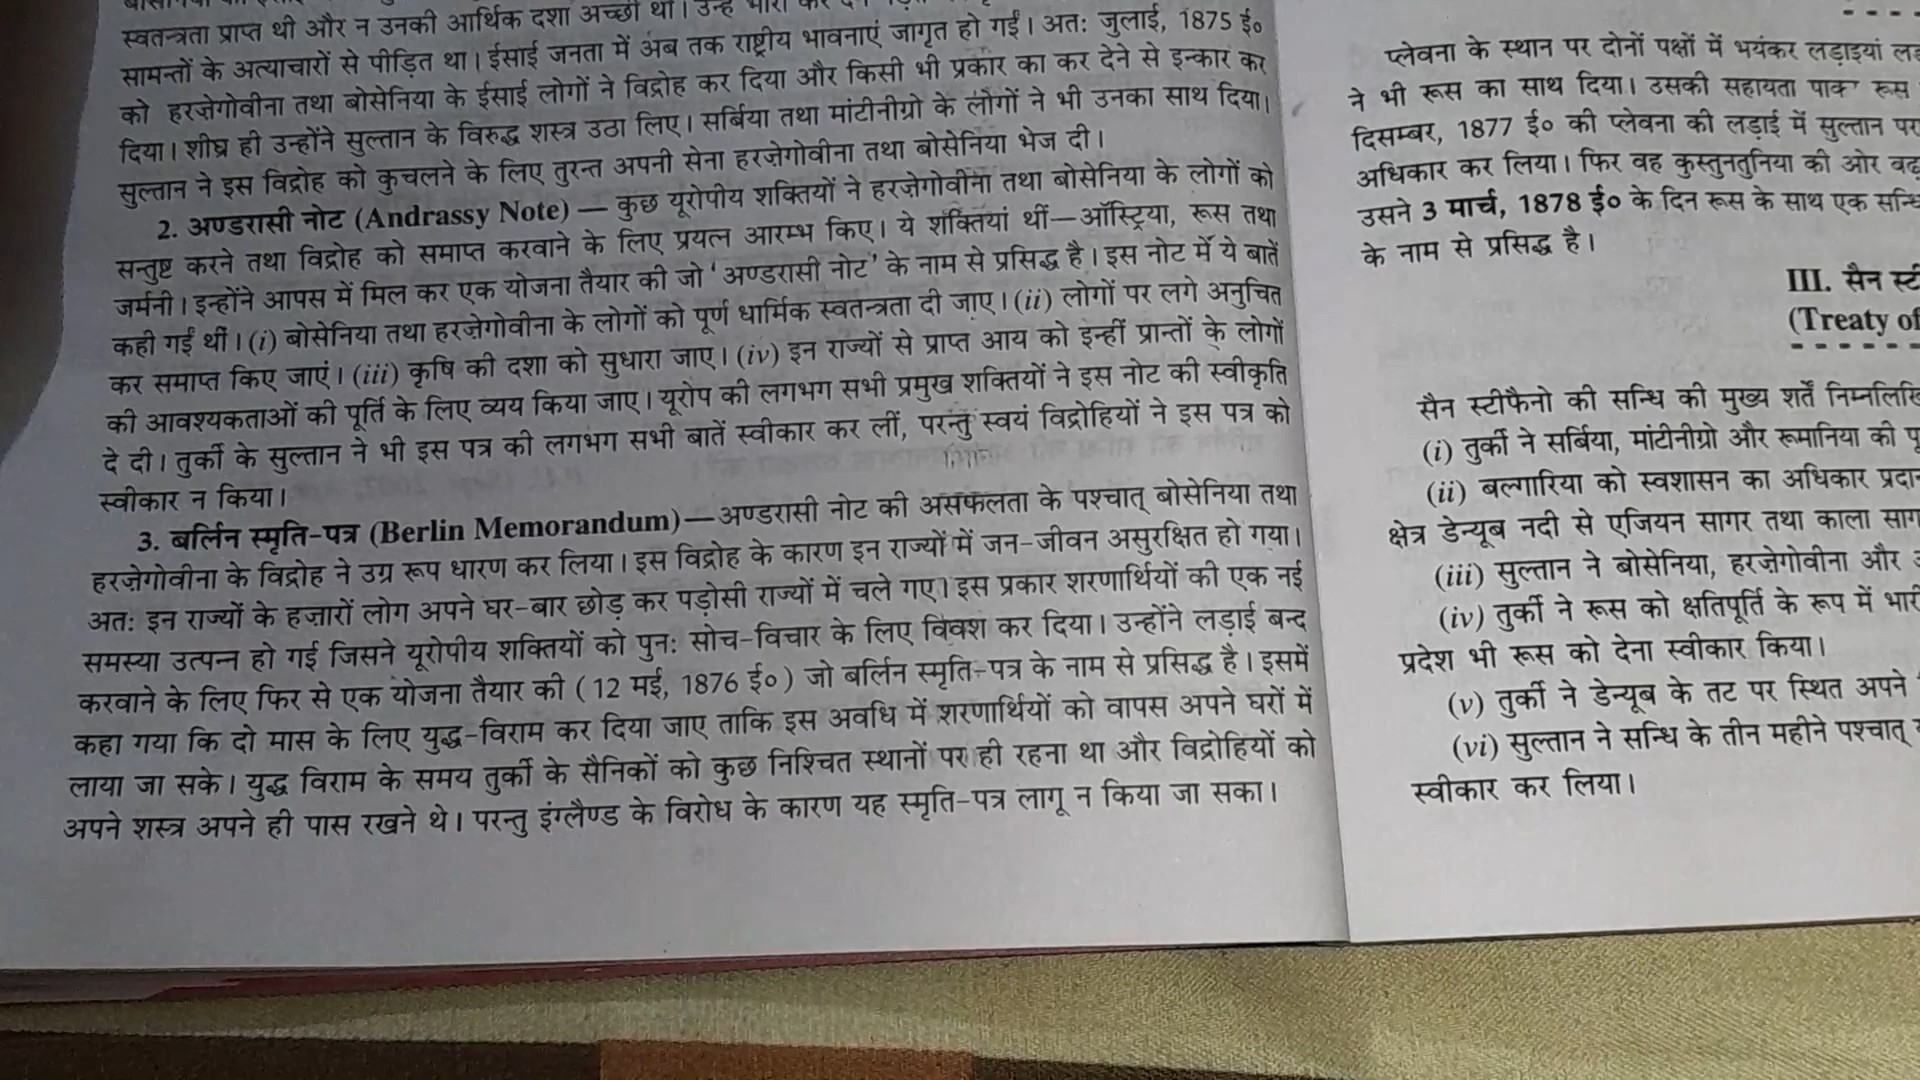 स्वतन्त्रता प्राप्त थी और न उनकी आर्थिक दशा अच्छी थी। उन्हें भारी कर
सामन्तों के अत्याचारों से पीड़ित था। ईसाई जनता में अब तक राष्ट्रीय भावनाएं जागृत हो गईं। अतः जुलाई, 1875 ई०
को हरज़ेगोवीना तथा बोसेनिया के ईसाई लोगों ने विद्रोह कर दिया और किसी भी प्रकार का कर देने से इन्कार कर
दिया। शीघ्र ही उन्होंने सुल्तान के विरुद्ध शस्त्र उठा लिए। सर्बिया तथा मांटीनीग्रो के लोगों ने भी उनका साथ दिया।
सुल्तान ने इस विद्रोह को कुचलने के लिए तुरन्त अपनी सेना हरज़ेगोवीना तथा बोसेनिया भेज दी।
2. अण्डरासी नोट (Andrassy Note) — कुछ यूरोपीय शक्तियों ने हरज़ेगोवीना तथा बोसेनिया के लोगों को
सन्तुष्ट करने तथा विद्रोह को समाप्त करवाने के लिए प्रयत्न आरम्भ किए। ये शक्तियां थीं—ऑस्ट्रिया, रूस तथा
जर्मनी। इन्होंने आपस में मिल कर एक योजना तैयार की जो 'अण्डरासी नोट' के नाम से प्रसिद्ध है। इस नोट में ये बातें
कही गईं थीं। (i) बोसेनिया तथा हरज़ेगोवीना के लोगों को पूर्ण धार्मिक स्वतन्त्रता दी जाए। (ii) लोगों पर लगे अनुचित
कर समाप्त किए जाएं। (iii) कृषि की दशा को सुधारा जाए। (iv) इन राज्यों से प्राप्त आय को इन्हीं प्रान्तों के लोगों
की आवश्यकताओं की पूर्ति के लिए व्यय किया जाए। यूरोप की लगभग सभी प्रमुख शक्तियों ने इस नोट की स्वीकृति
दे दी। तुर्की के सुल्तान ने भी इस पत्र की लगभग सभी बातें स्वीकार कर लीं, परन्तु स्वयं विद्रोहियों ने इस पत्र को
स्वीकार न किया।
3. बर्लिन स्मृति-पत्र (Berlin Memorandum)—अण्डरासी नोट की असफलता के पश्चात् बोसेनिया तथा
हरज़ेगोवीना के विद्रोह ने उग्र रूप धारण कर लिया। इस विद्रोह के कारण इन राज्यों में जन-जीवन असुरक्षित हो गया।
अतः इन राज्यों के हज़ारों लोग अपने घर-बार छोड़ कर पड़ोसी राज्यों में चले गए। इस प्रकार शरणार्थियों की एक नई
समस्या उत्पन्न हो गई जिसने यूरोपीय शक्तियों को पुनः सोच-विचार के लिए विवश कर दिया। उन्होंने लड़ाई बन्द
करवाने के लिए फिर से एक योजना तैयार की (12 मई, 1876 ई०) जो बर्लिन स्मृति-पत्र के नाम से प्रसिद्ध है। इसमें
कहा गया कि दो मास के लिए युद्ध-विराम कर दिया जाए ताकि इस अवधि में शरणार्थियों को वापस अपने घरों में
लाया जा सके। युद्ध विराम के समय तुर्की के सैनिकों को कुछ निश्चित स्थानों पर ही रहना था और विद्रोहियों को
अपने शस्त्र अपने ही पास रखने थे। परन्तु इंग्लैण्ड के विरोध के कारण यह स्मृति-पत्र लागू न किया जा सका।
प्लेवना के स्थान पर दोनों पक्षों में भयंकर लड़ाइयां
ने भी रूस का साथ दिया। उसकी सहायता पाकर रूस
दिसम्बर, 1877 ई० की प्लेवना की लड़ाई में सुल्तान
अधिकार कर लिया। फिर वह कुस्तुनतुनिया की ओर
उसने 3 मार्च, 1878 ई० के दिन रूस के साथ एक
के नाम से प्रसिद्ध है।
III. सैन
(Treaty of
सैन स्टीफैनो की सन्धि की मुख्य शर्तें
(i) तुर्की ने सर्बिया, मांटीनीग्रो और रूमानिया की
(ii) बल्गारिया को स्वशासन का अधिकार
क्षेत्र डेन्यूब नदी से एजियन सागर तथा काला
(iii) सुल्तान ने बोसेनिया, हरज़ेगोवीना और
(iv) तुर्की ने रूस को क्षतिपूर्ति के रूप में
प्रदेश भी रूस को देना स्वीकार किया।
(v) तुर्की ने डेन्यूब के तट पर स्थित अपने
(vi) सुल्तान ने सन्धि के तीन महीने पश्चात्
स्वीकार कर लिया।